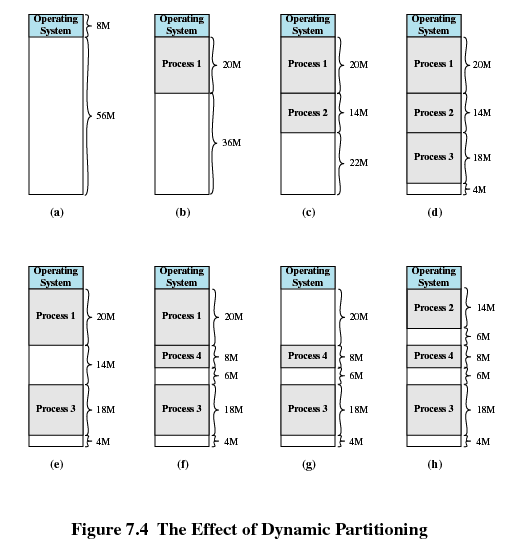 Operating
System
8M
56M
(a)
Operating
System
Process 1
20M
36M
(b)
Operating
System
Process 1
20M
Process 2
14M
22M
(c)
Operating
System
Process 1
20M
Process 2
14M
Process 3
18M
4M
(d)
Operating
System
Process 1
20M
14M
Process 3
18M
4M
(e)
Operating
System
Process 1
20M
Process 4
8M
6M
Process 3
18M
4M
(f)
Operating
System
20M
Process 4
8M
6M
Process 3
18M
4M
(g)
Operating
System
Process 2
14M
6M
Process 4
8M
6M
Process 3
18M
4M
(h)
Figure 7.4 The Effect of Dynamic Partitioning